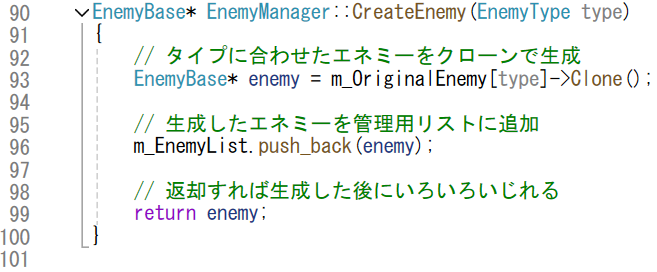 90 EnemyBase* EnemyManager::CreateEnemy(EnemyType type)
91 {
92 // タイプに合わせたエネミーをクローンで生成
93 EnemyBase* enemy = m_OriginalEnemy[type]->Clone();
94
95 // 生成したエネミーを管理用リストに追加
96 m_EnemyList.push_back(enemy);
97
98 // 返却すれば生成した後にいろいろいじれる
99 return enemy;
100 }
101